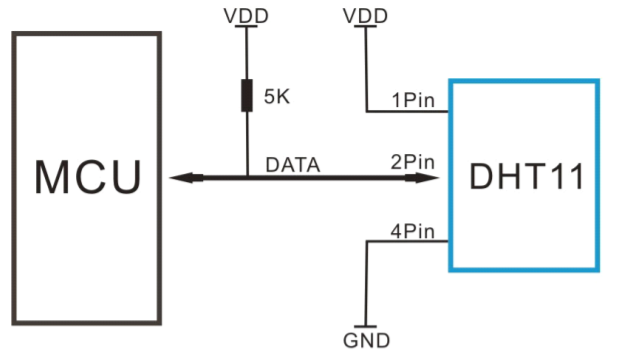 VDD
VDD
5K
1Pin
MCU
DATA
2Pin
DHT11
4Pin
GND